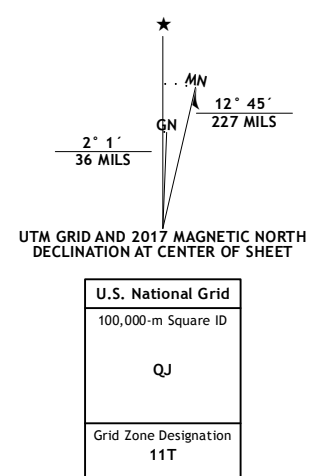 ★
MN
GN
12° 45´
227 MILS
2° 1´
36 MILS
UTM GRID AND 2017 MAGNETIC NORTH
DECLINATION AT CENTER OF SHEET
U.S. National Grid
100,000-m Square ID
QJ
Grid Zone Designation
11T